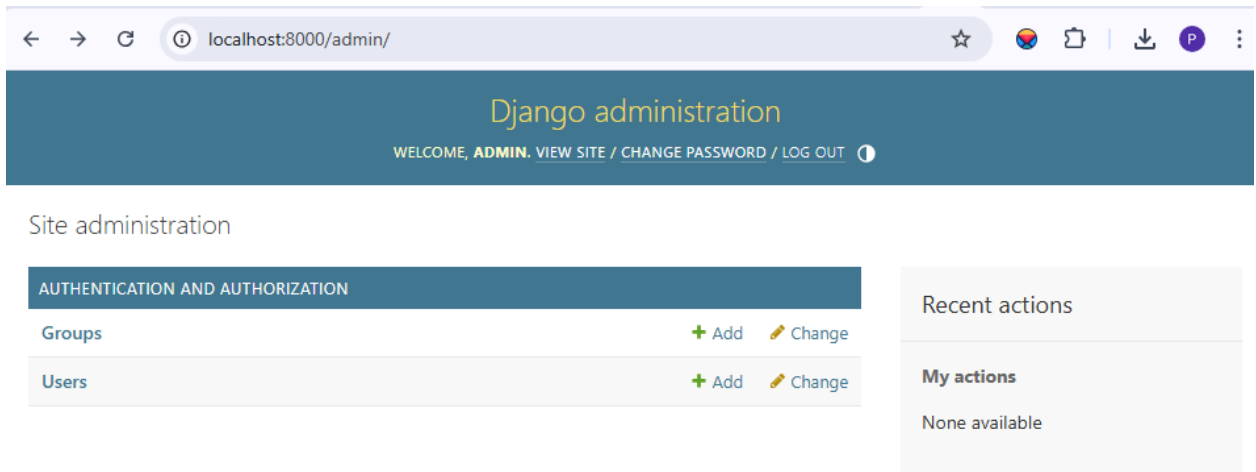 localhost:8000/admin/
P
Django administration
WELCOME, ADMIN. VIEW SITE / CHANGE PASSWORD / LOG OUT
Site administration
AUTHENTICATION AND AUTHORIZATION
Groups Add Change
Users Add Change
Recent actions
My actions
None available